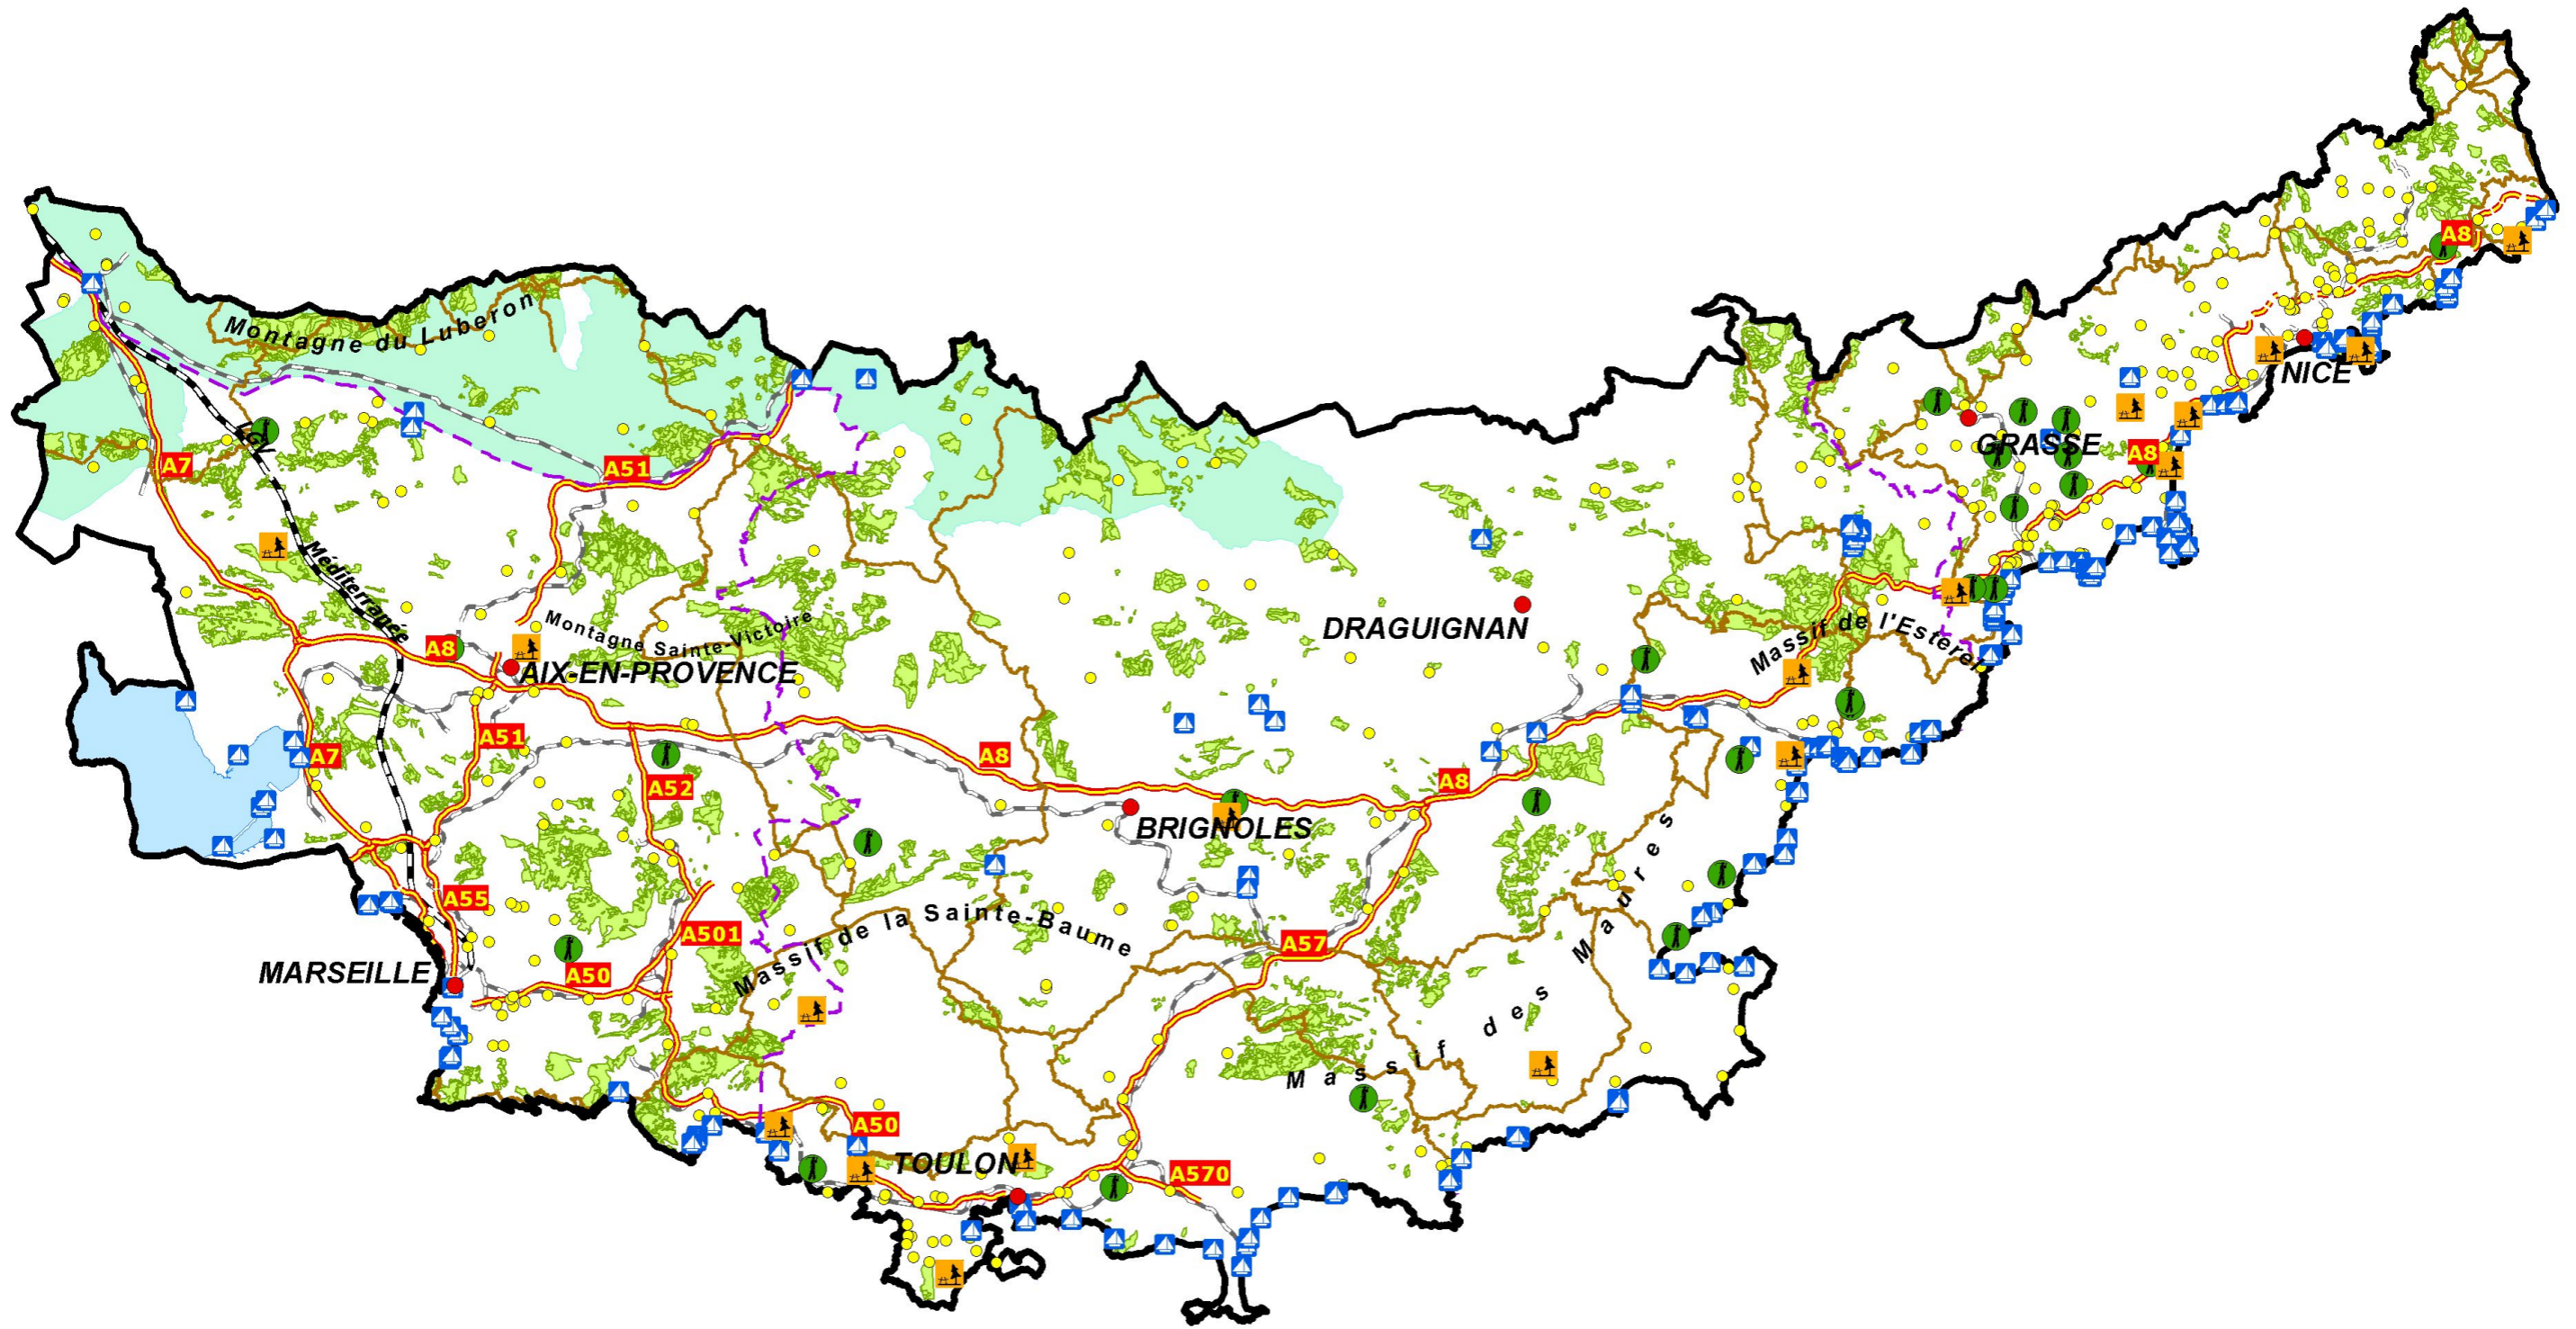 A8
Montagne du Luberon
NICE
GRASSE
A8
LGV
A7
A51
Méditerranée
Montagne Sainte-Victoire
DRAGUIGNAN
Massif de l'Esterel
A8
AIX-EN-PROVENCE
A51
A7
A8
A52
A8
BRIGNOLES
A55
Massif de la Sainte-Baume
A501
A57
MARSEILLE
A50
Massif des Maures
A50
TOULON
A570